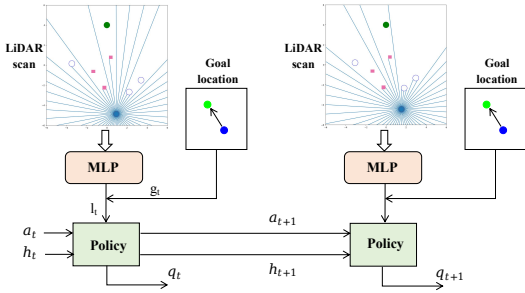 LiDAR
scan
Goal
location
LiDAR
scan
Goal
location
MLP
MLP
g_t
l_t
a_t
h_t
Policy
a_{t+1}
h_{t+1}
Policy
q_t
q_{t+1}